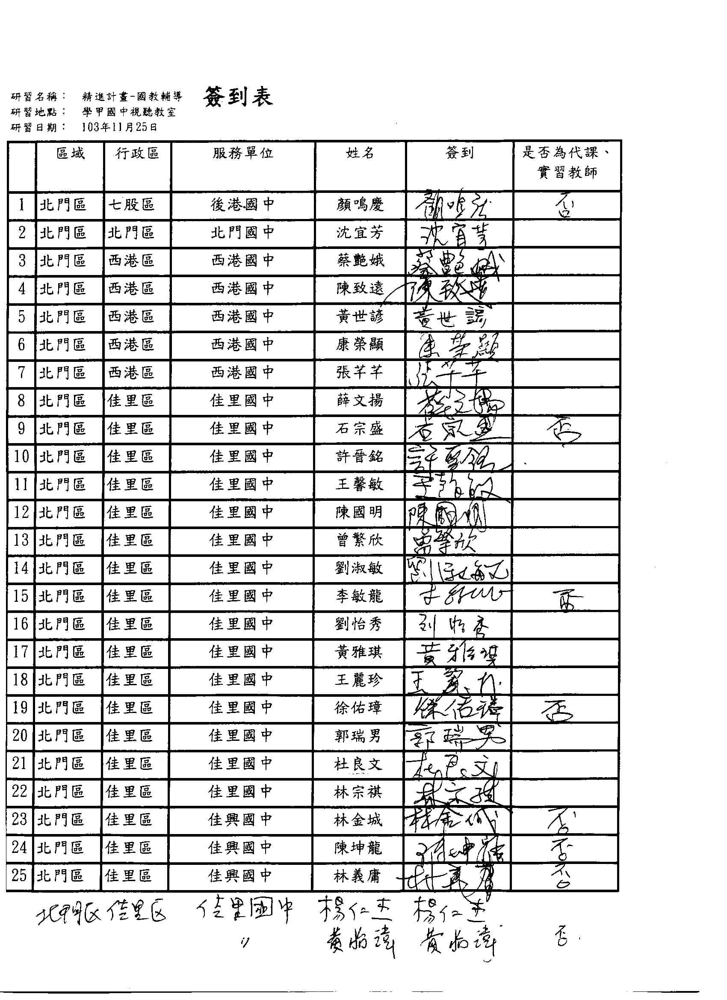 簽到表
研習名稱： 精進計畫-國教輔導
研習地點： 學甲國中視聽教室
研習日期： 103年11月25日
區域 行政區 服務單位 姓名 簽到 是否為代課、
實習教師
1 北門區 七股區 後港國中 顏鳴慶 顏鳴慶 否
2 北門區 北門區 北門國中 沈宜芳 沈宜芳
3 北門區 西港區 西港國中 蔡艷娥 蔡艷娥
4 北門區 西港區 西港國中 陳致遠 陳致遠
5 北門區 西港區 西港國中 黃世諺 黃世諺
6 北門區 西港區 西港國中 康榮顯 康榮顯
7 北門區 西港區 西港國中 張芊芊 張芊芊
8 北門區 佳里區 佳里國中 薛文揚 薛文揚
9 北門區 佳里區 佳里國中 石宗盛 石宗盛 否
10 北門區 佳里區 佳里國中 許晉銘 許晉銘
11 北門區 佳里區 佳里國中 王馨敏 王馨敏
12 北門區 佳里區 佳里國中 陳國明 陳國明
13 北門區 佳里區 佳里國中 曾繁欣 曾繁欣
14 北門區 佳里區 佳里國中 劉淑敏 劉淑敏
15 北門區 佳里區 佳里國中 李敏龍 否
16 北門區 佳里區 佳里國中 劉怡秀 刘怡秀
17 北門區 佳里區 佳里國中 黃雅琪 黃雅琪
18 北門區 佳里區 佳里國中 王麗珍 王麗珍
19 北門區 佳里區 佳里國中 徐佑璋 徐佑璋 否
20 北門區 佳里區 佳里國中 郭瑞男 郭瑞男
21 北門區 佳里區 佳里國中 杜良文 杜良文
22 北門區 佳里區 佳里國中 林宗祺 林宗祺
23 北門區 佳里區 佳興國中 林金城 林金城 否
24 北門區 佳里區 佳興國中 陳坤龍 陳坤龍 否
25 北門區 佳里區 佳興國中 林義庸 林義庸 否
北門区 佳里区 佳里國中 楊仁杰 楊仁杰
〃 黃怡諱 黃怡諱 否